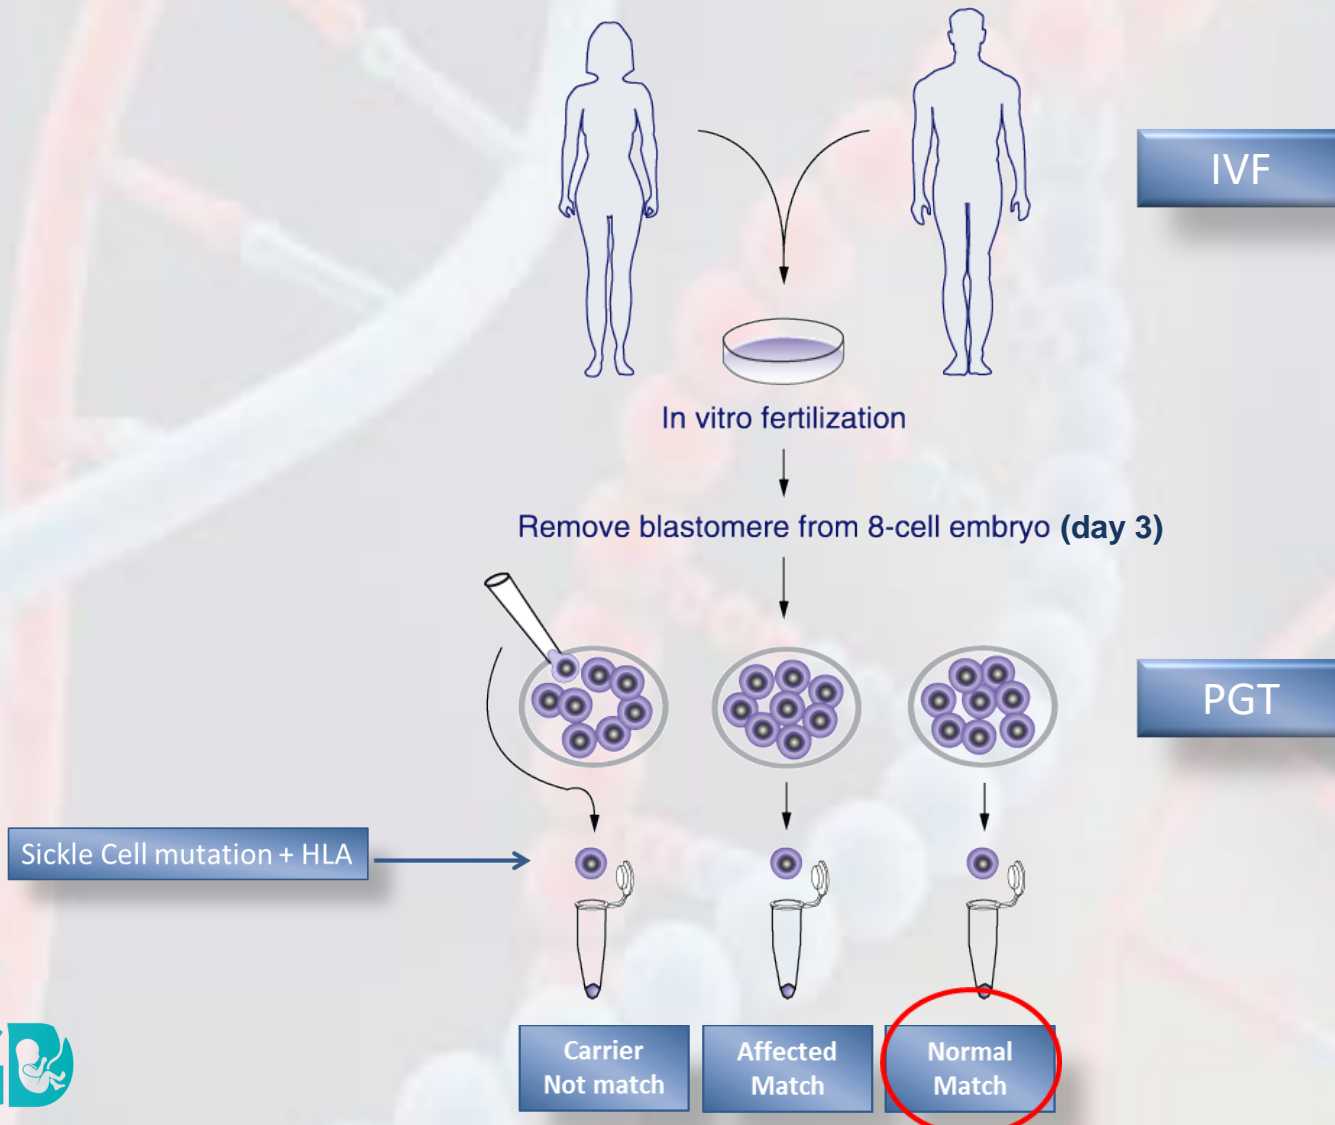 IVF
In vitro fertilization
Remove blastomere from 8-cell embryo (day 3)
PGT
Sickle Cell mutation + HLA
Carrier
Not match
Affected
Match
Normal
Match